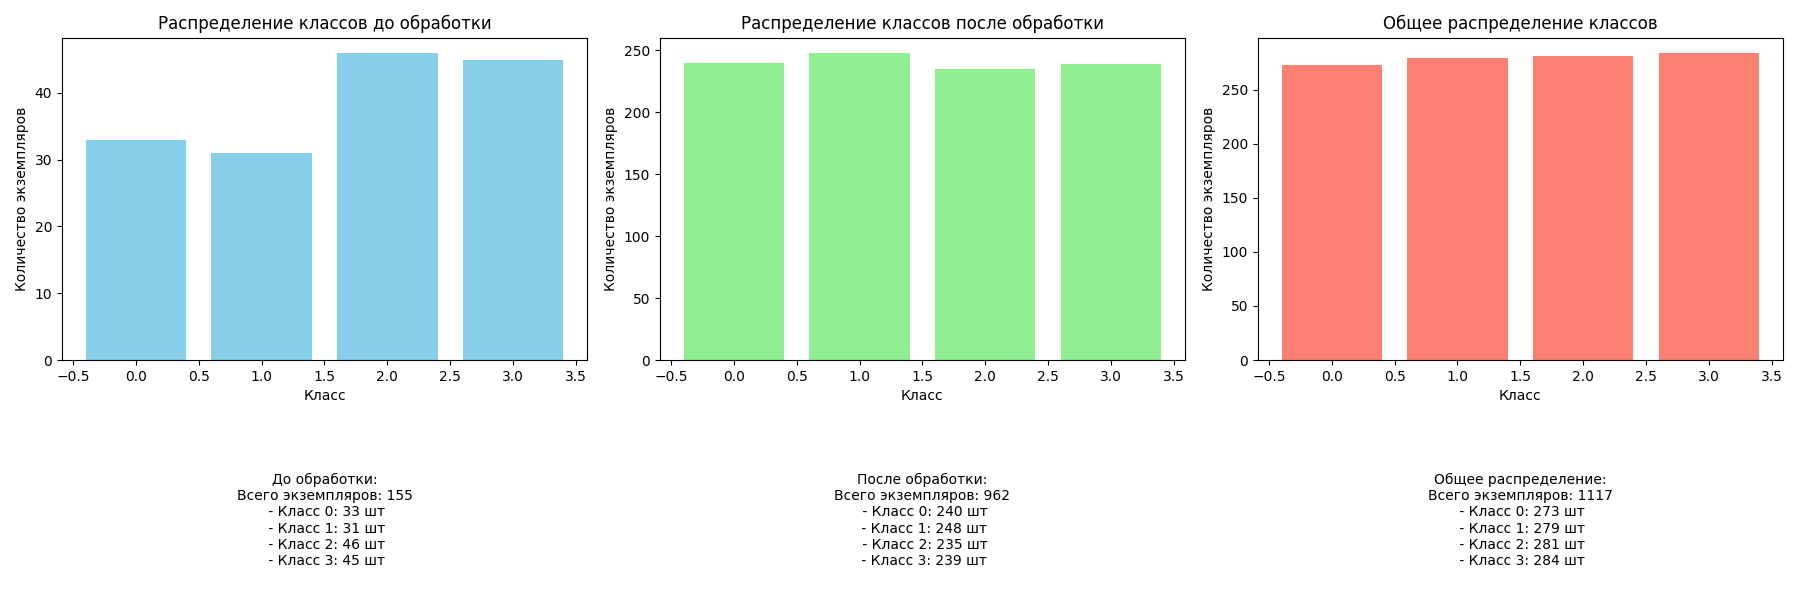 Распределение классов до обработки
Количество экземпляров
40
30
20
10
0
−0.5 0.0 0.5 1.0 1.5 2.0 2.5 3.0 3.5
Класс
До обработки:
Всего экземпляров: 155
- Класс 0: 33 шт
- Класс 1: 31 шт
- Класс 2: 46 шт
- Класс 3: 45 шт
Распределение классов после обработки
Количество экземпляров
250
200
150
100
50
0
−0.5 0.0 0.5 1.0 1.5 2.0 2.5 3.0 3.5
Класс
После обработки:
Всего экземпляров: 962
- Класс 0: 240 шт
- Класс 1: 248 шт
- Класс 2: 235 шт
- Класс 3: 239 шт
Общее распределение классов
Количество экземпляров
250
200
150
100
50
0
−0.5 0.0 0.5 1.0 1.5 2.0 2.5 3.0 3.5
Класс
Общее распределение:
Всего экземпляров: 1117
- Класс 0: 273 шт
- Класс 1: 279 шт
- Класс 2: 281 шт
- Класс 3: 284 шт